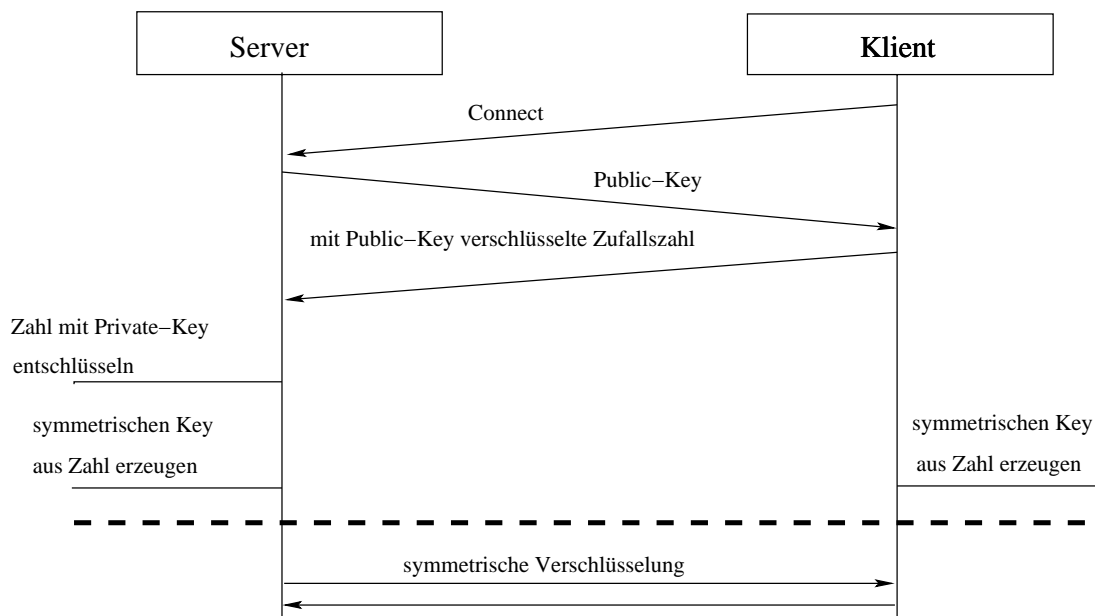 Server
Klient
Connect
Public−Key
mit Public−Key verschlüsselte Zufallszahl
Zahl mit Private−Key
entschlüsseln
symmetrischen Key
aus Zahl erzeugen
symmetrischen Key
aus Zahl erzeugen
symmetrische Verschlüsselung